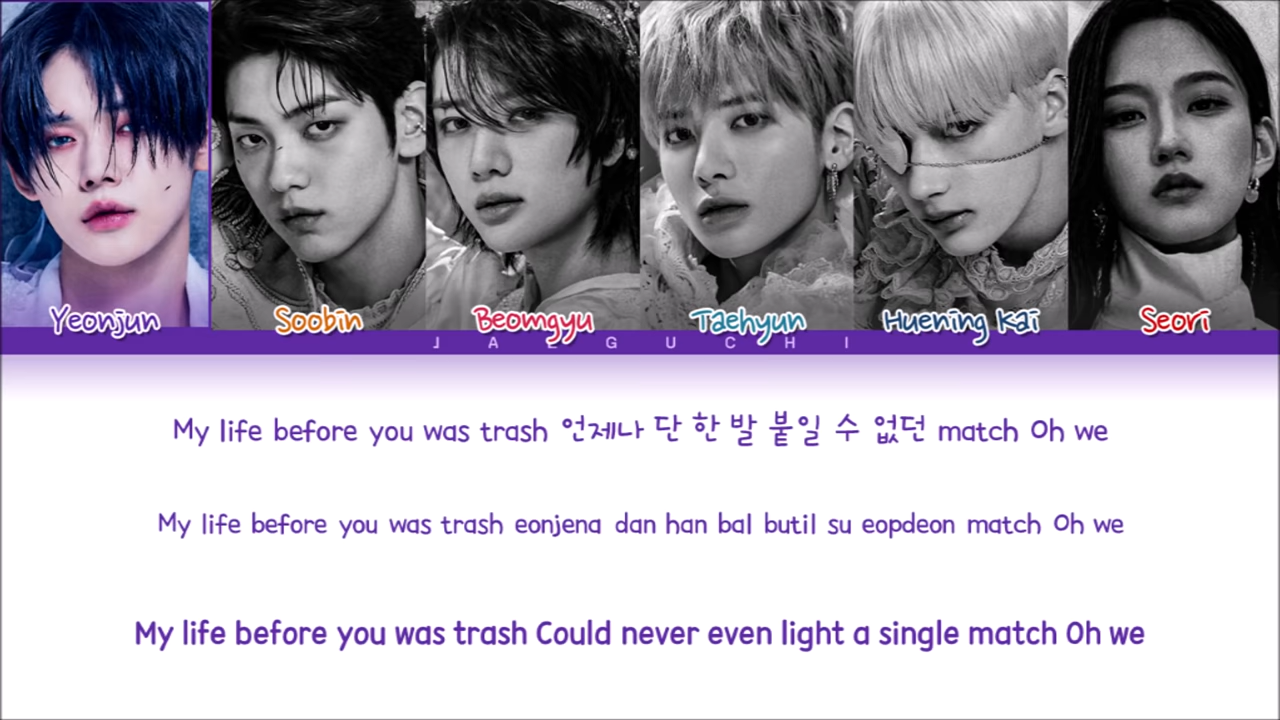 Yeonjun Soobin Beomgyu Taehyun Huening Kai Seori
JAEGUCHI
My life before you was trash 언제나 단 한 발 붙일 수 없던 match Oh we
My life before you was trash eonjena dan han bal butil su eopdeon match Oh we
My life before you was trash Could never even light a single match Oh we